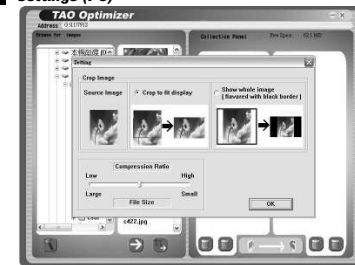 Settings (PC)
TAO Optimizer
Address
Browse for Images
Collection Panel
Free Space
Setting
Crop Image
Source Image
Crop to fit display
Show whole image
(flavored with black border)
Compression Ratio
Low High
Large Small
File Size
OK
c422.jpg